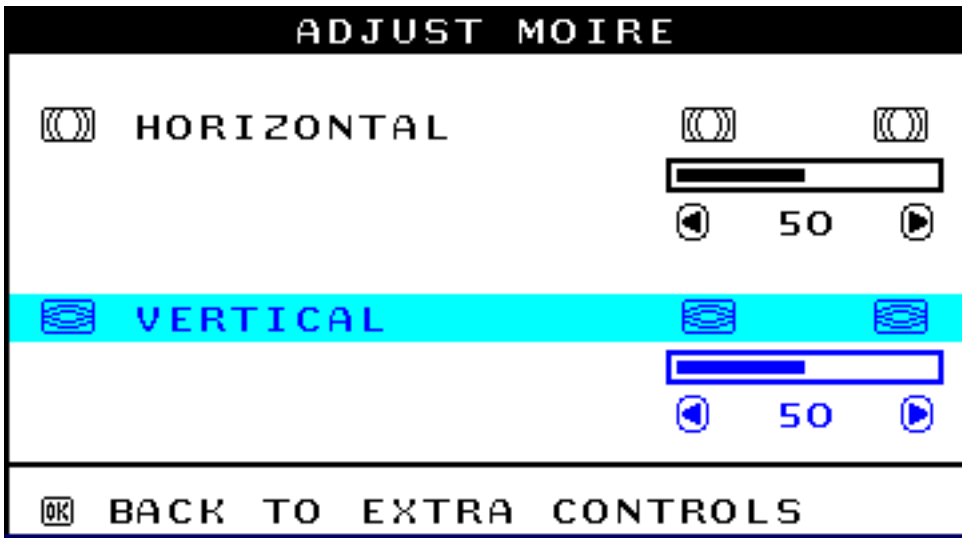 ADJUST MOIRE
HORIZONTAL
50
VERTICAL
50
OK BACK TO EXTRA CONTROLS